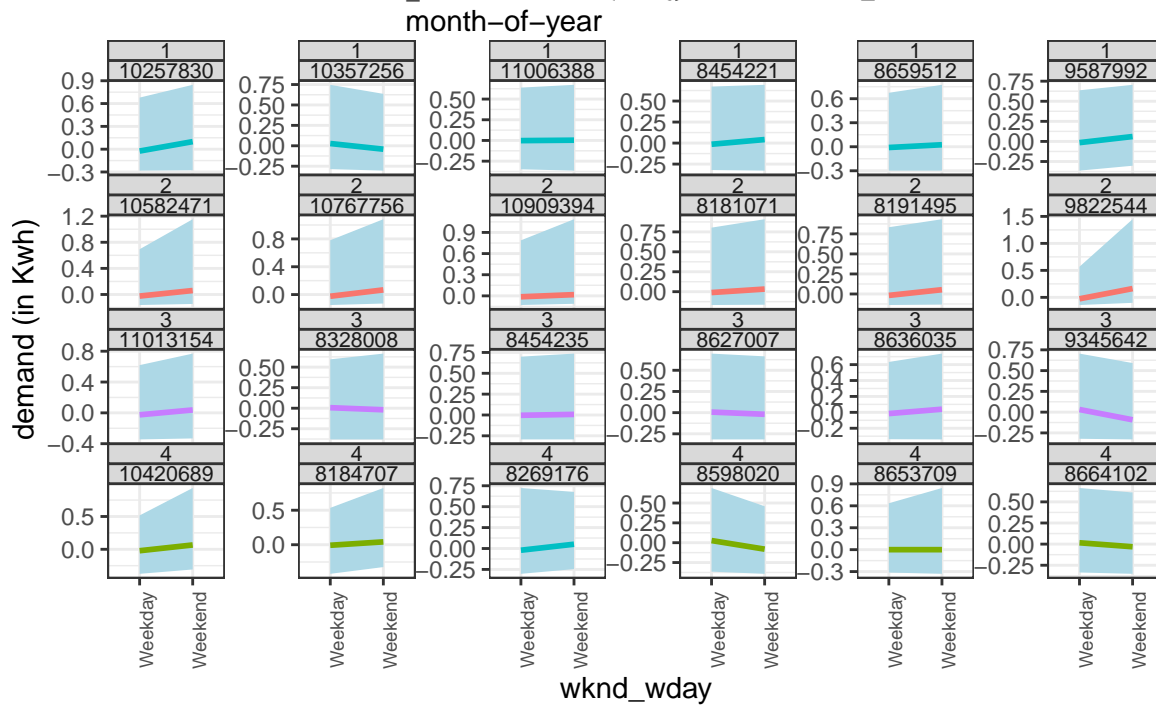 month−of−year
1 1 1 1 1 1
10257830 10357256 11006388 8454221 8659512 9587992
0.9 0.6 0.3 0.0 −0.3
0.75 0.50 0.25 0.00 −0.25
0.50 0.25 0.00 −0.25
0.50 0.25 0.00 −0.25
0.6 0.3 0.0 −0.3
0.75 0.50 0.25 0.00 −0.25
2 2 2 2 2 2
10582471 10767756 10909394 8181071 8191495 9822544
1.2 0.8 0.4 0.0
0.8 0.4 0.0
0.9 0.6 0.3 0.0
0.75 0.50 0.25 0.00
0.75 0.50 0.25 0.00
1.5 1.0 0.5 0.0
3 3 3 3 3 3
11013154 8328008 8454235 8627007 8636035 9345642
0.8 0.4 0.0 −0.4
0.50 0.25 0.00 −0.25
0.50 0.25 0.00 −0.25
0.50 0.25 0.00 −0.25
0.6 0.4 0.2 0.0 −0.2
0.75 0.50 0.25 0.00 −0.25
4 4 4 4 4 4
10420689 8184707 8269176 8598020 8653709 8664102
0.5 0.0
0.5 0.0
0.75 0.50 0.25 0.00 −0.25
0.50 0.25 0.00 −0.25
0.9 0.6 0.3 0.0 −0.3
0.50 0.25 0.00 −0.25
Weekday Weekend Weekday Weekend Weekday Weekend Weekday Weekend Weekday Weekend Weekday Weekend
wknd_wday
demand (in Kwh)